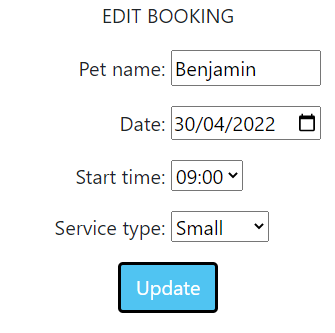 EDIT BOOKING
Pet name: Benjamin
Date: 30/04/2022
Start time: 09:00
Service type: Small
Update